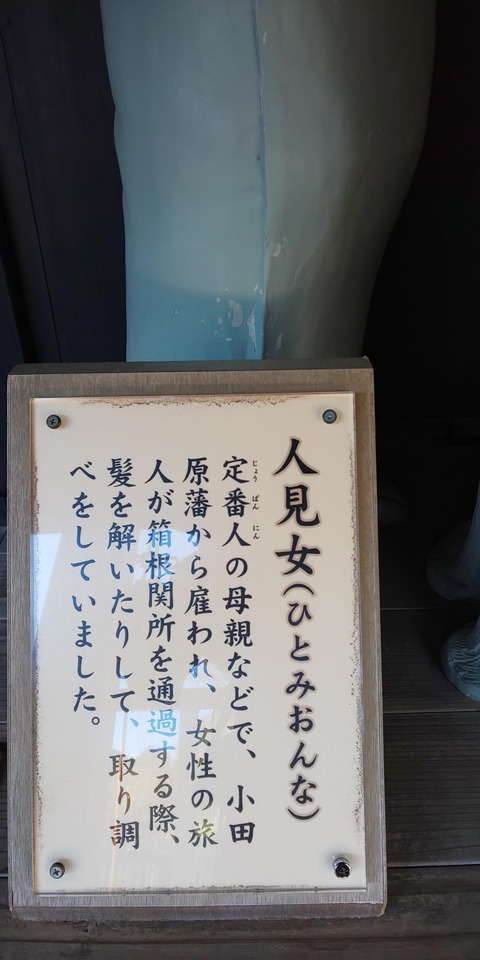 人見女(ひとみおんな)
定番人の母親などで、小田
原藩から雇われ、女性の旅
人が箱根関所を通過する際、
髪を解いたりして、取り調
べをしていました。
じょう ばん にん